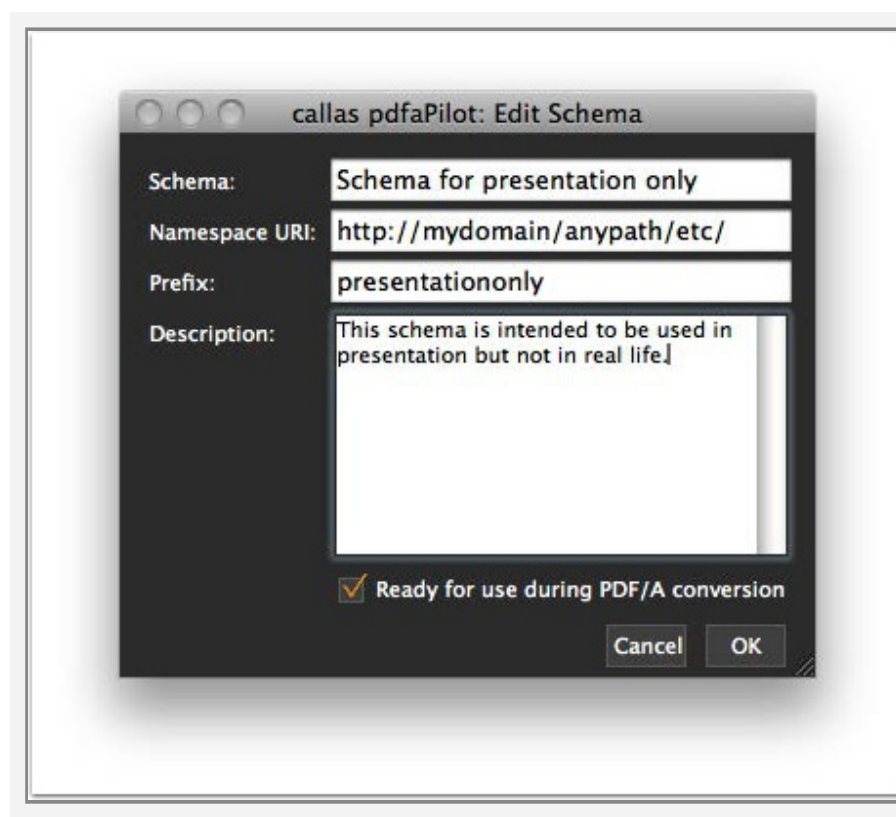 callas pdfaPilot: Edit Schema
Schema: Schema for presentation only
Namespace URI: http://mydomain/anypath/etc/
Prefix: presentationonly
Description: This schema is intended to be used in
presentation but not in real life.
Ready for use during PDF/A conversion
Cancel OK